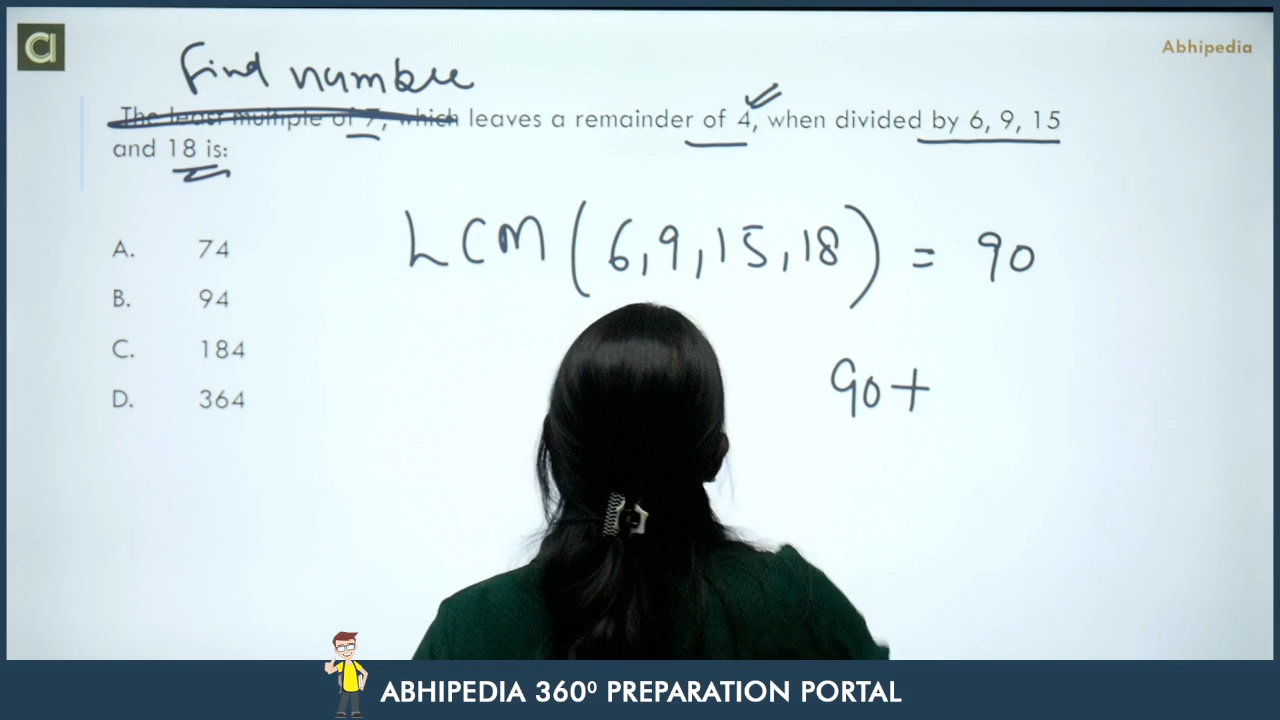 Abhipedia
Find number
The least multiple of 7, which leaves a remainder of 4, when divided by 6, 9, 15
and 18 is:
LCM (6,9,15,18) = 90
A. 74
B. 94
C. 184
90+
D. 364
ABHIPEDIA 360⁰ PREPARATION PORTAL